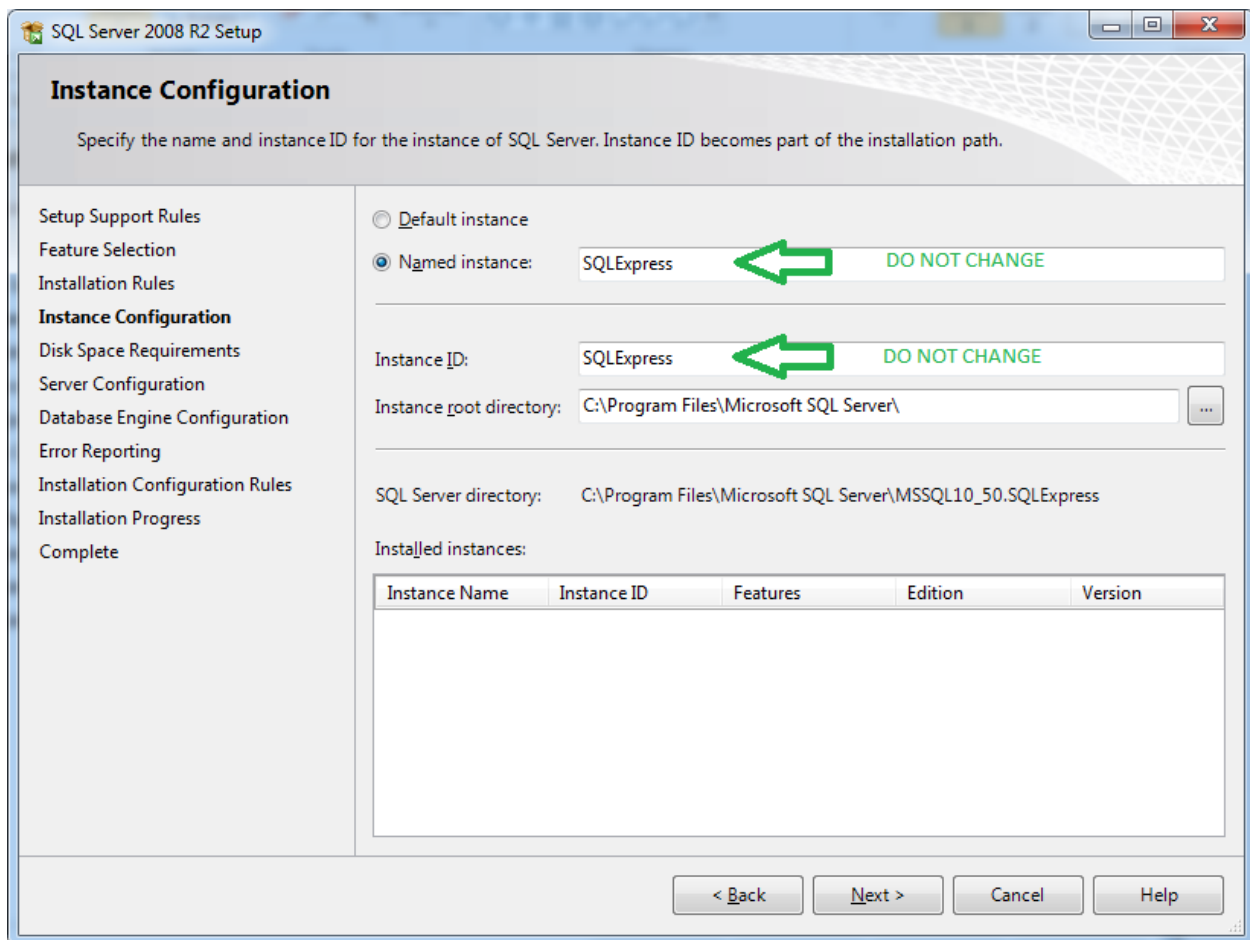 SQL Server 2008 R2 Setup
Instance Configuration
Specify the name and instance ID for the instance of SQL Server. Instance ID becomes part of the installation path.
Setup Support Rules
Feature Selection
Installation Rules
Instance Configuration
Disk Space Requirements
Server Configuration
Database Engine Configuration
Error Reporting
Installation Configuration Rules
Installation Progress
Complete
Default instance
Named instance: SQLExpress DO NOT CHANGE
Instance ID: SQLExpress DO NOT CHANGE
Instance root directory: C:\Program Files\Microsoft SQL Server\ ...
SQL Server directory: C:\Program Files\Microsoft SQL Server\MSSQL10_50.SQLExpress
Installed instances:
Instance Name Instance ID Features Edition Version
< Back Next > Cancel Help